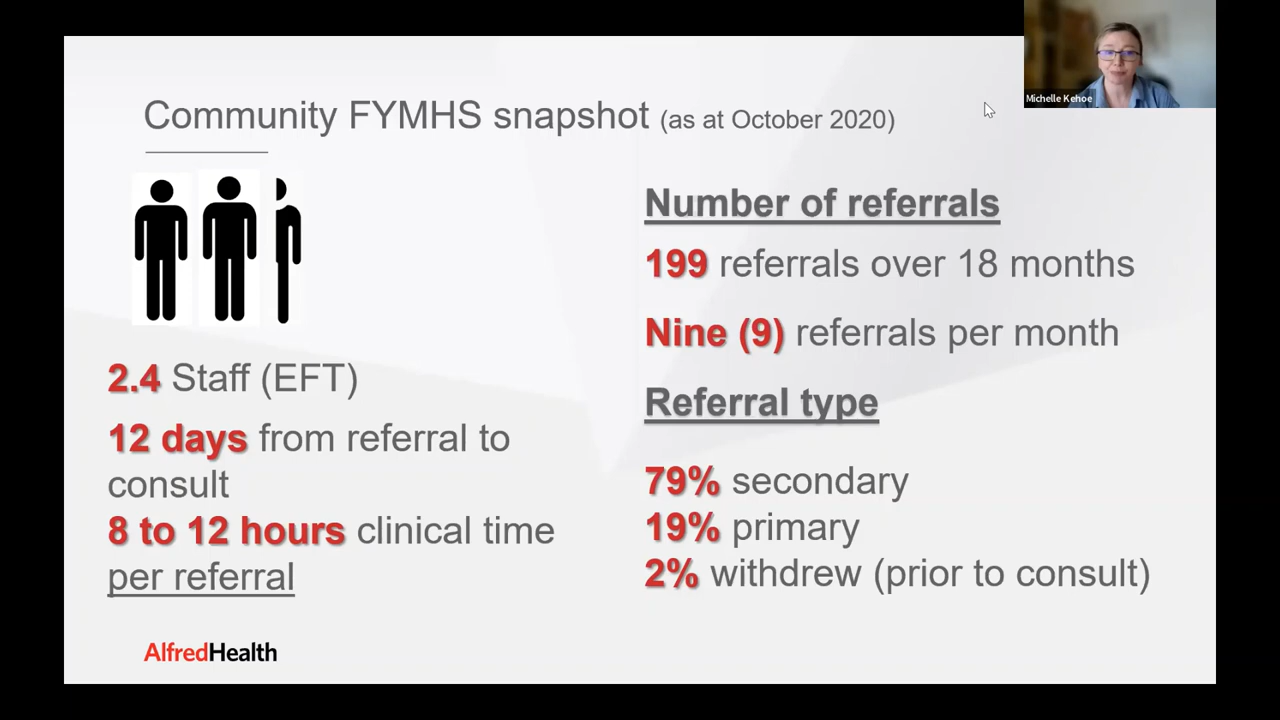 Michelle Kehoe
Community FYMHS snapshot (as at October 2020)
2.4 Staff (EFT)
12 days from referral to
consult
8 to 12 hours clinical time
per referral
Number of referrals
199 referrals over 18 months
Nine (9) referrals per month
Referral type
79% secondary
19% primary
2% withdrew (prior to consult)
AlfredHealth